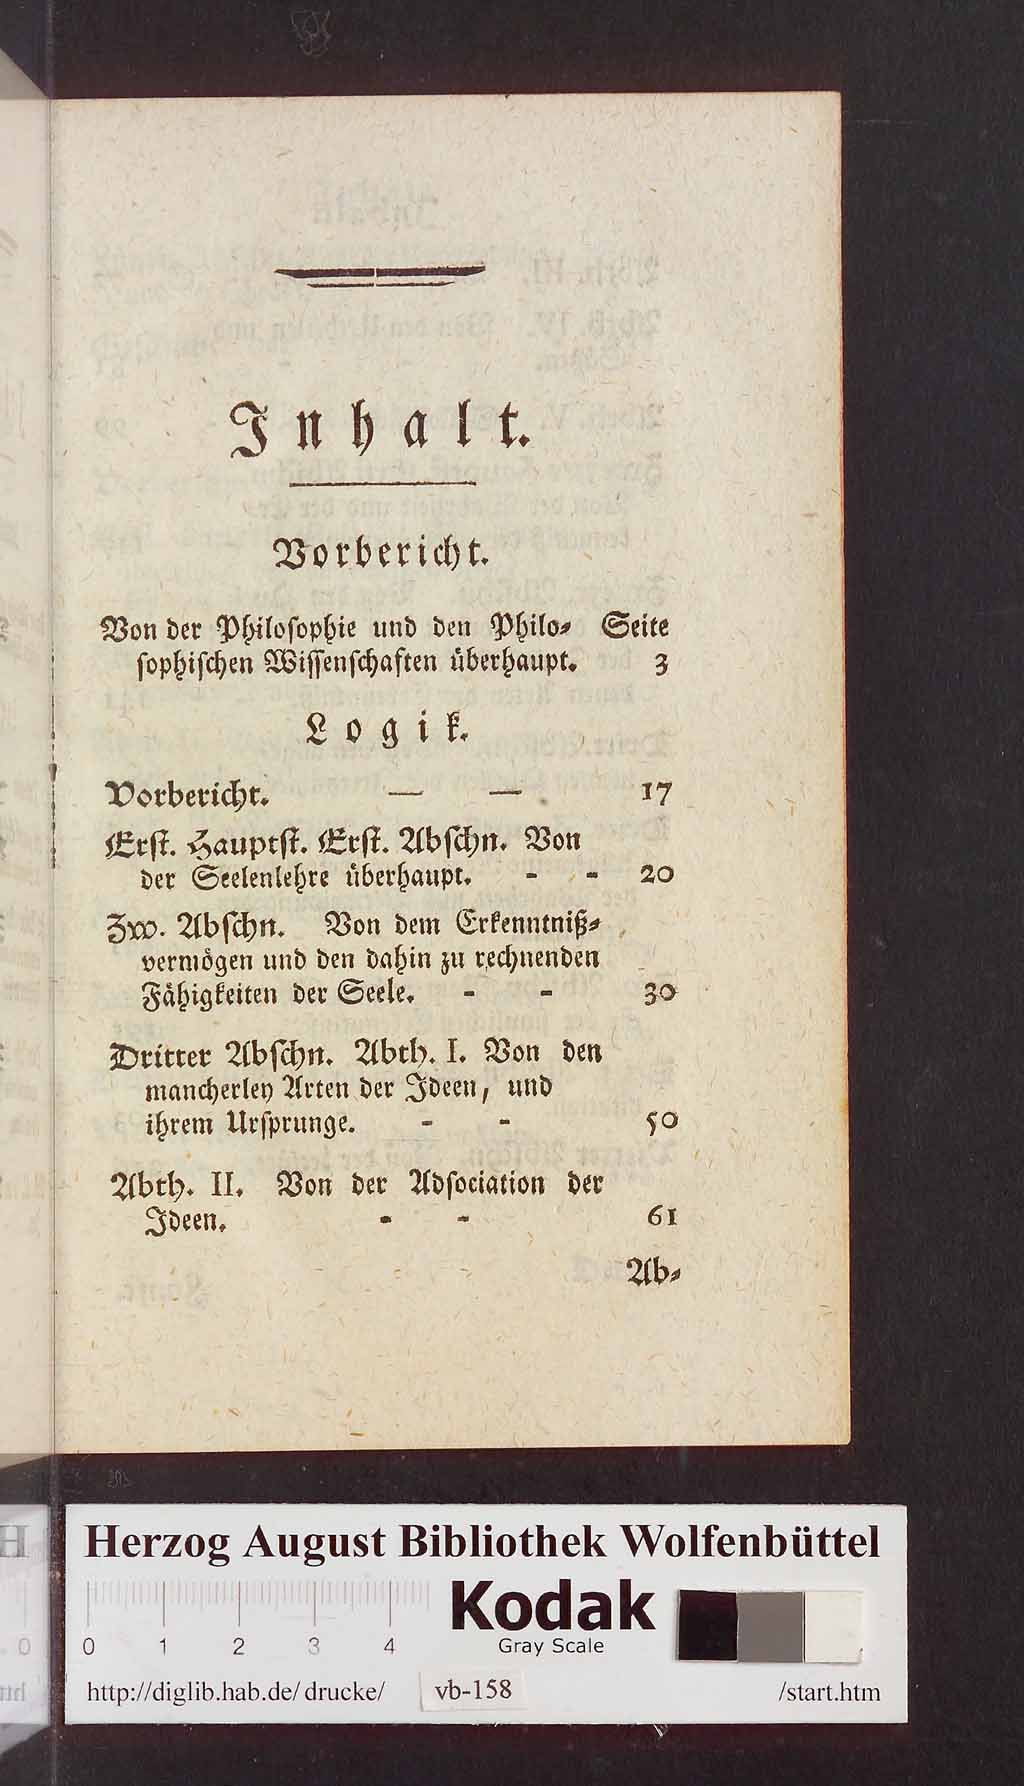 Inhalt.
Vorbericht.
Von der Philosophie und den Philo- Seite
sophischen Wissenschaften überhaupt. 3
Logik.
Vorbericht. — — 17
Erst. Hauptst. Erst. Abschn. Von
der Seelenlehre überhaupt. - - 20
Zw. Abschn. Von dem Erkenntniß-
vermögen und den dahin zu rechnenden
Fähigkeiten der Seele. - - 30
Dritter Abschn. Abth. I. Von den
mancherley Arten der Ideen, und
ihrem Ursprunge. - - 50
Abth. II. Von der Adsociation der
Ideen. - - 61
Ab-
Herzog August Bibliothek Wolfenbüttel
Kodak
Gray Scale
0 1 2 3 4
http://diglib.hab.de/drucke/ vb-158 /start.htm